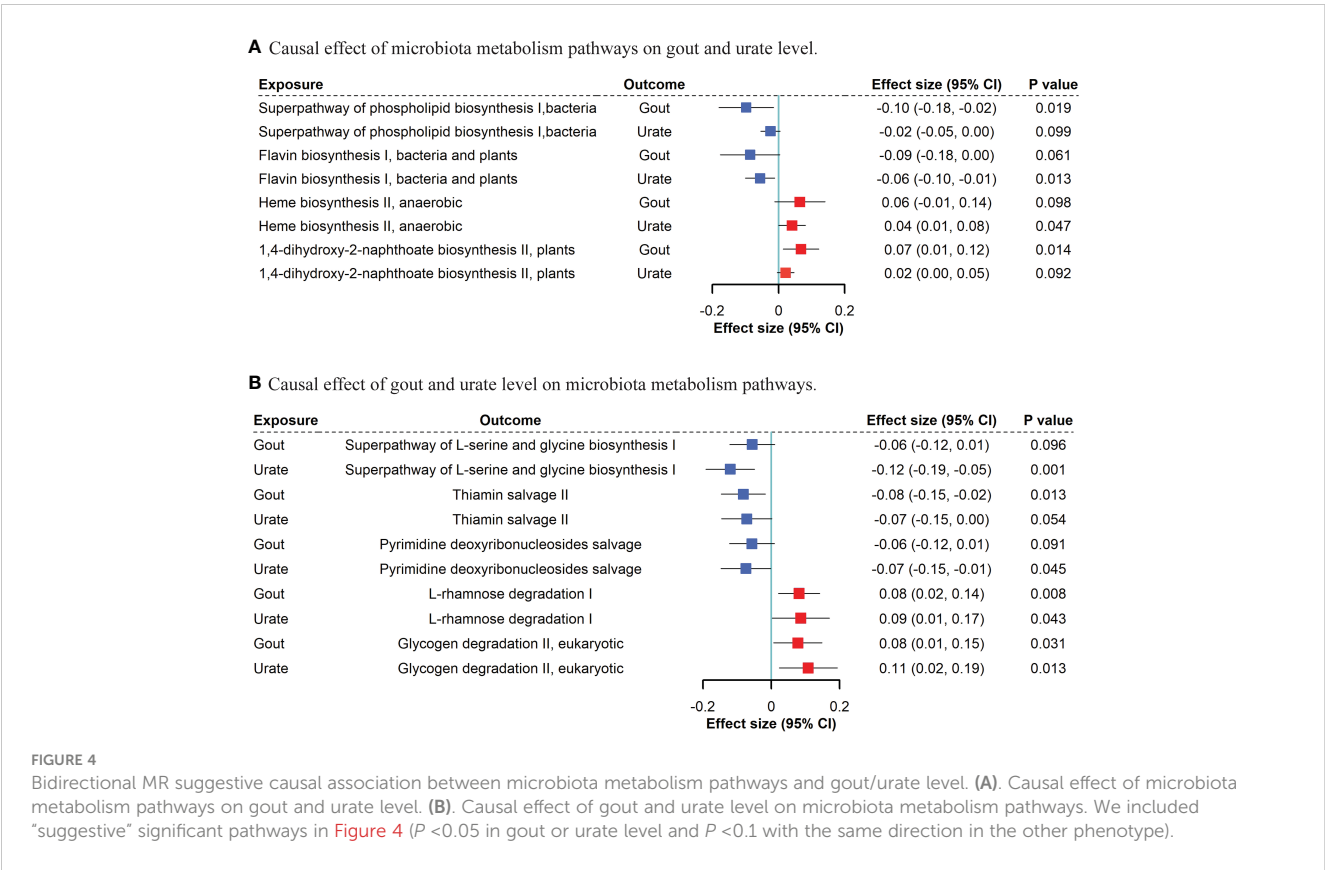 A Causal effect of microbiota metabolism pathways on gout and urate level.
Exposure Outcome Effect size (95% CI) P value
Superpathway of phospholipid biosynthesis I,bacteria Gout -0.10 (-0.18, -0.02) 0.019
Superpathway of phospholipid biosynthesis I,bacteria Urate -0.02 (-0.05, 0.00) 0.099
Flavin biosynthesis I, bacteria and plants Gout -0.09 (-0.18, 0.00) 0.061
Flavin biosynthesis I, bacteria and plants Urate -0.06 (-0.10, -0.01) 0.013
Heme biosynthesis II, anaerobic Gout 0.06 (-0.01, 0.14) 0.098
Heme biosynthesis II, anaerobic Urate 0.04 (0.01, 0.08) 0.047
1,4-dihydroxy-2-naphthoate biosynthesis II, plants Gout 0.07 (0.01, 0.12) 0.014
1,4-dihydroxy-2-naphthoate biosynthesis II, plants Urate 0.02 (0.00, 0.05) 0.092
-0.2 0 0.2
Effect size (95% CI)
B Causal effect of gout and urate level on microbiota metabolism pathways.
Exposure Outcome Effect size (95% CI) P value
Gout Superpathway of L-serine and glycine biosynthesis I -0.06 (-0.12, 0.01) 0.096
Urate Superpathway of L-serine and glycine biosynthesis I -0.12 (-0.19, -0.05) 0.001
Gout Thiamin salvage II -0.08 (-0.15, -0.02) 0.013
Urate Thiamin salvage II -0.07 (-0.15, 0.00) 0.054
Gout Pyrimidine deoxyribonucleosides salvage -0.06 (-0.12, 0.01) 0.091
Urate Pyrimidine deoxyribonucleosides salvage -0.07 (-0.15, -0.01) 0.045
Gout L-rhamnose degradation I 0.08 (0.02, 0.14) 0.008
Urate L-rhamnose degradation I 0.09 (0.01, 0.17) 0.043
Gout Glycogen degradation II, eukaryotic 0.08 (0.01, 0.15) 0.031
Urate Glycogen degradation II, eukaryotic 0.11 (0.02, 0.19) 0.013
-0.2 0 0.2
Effect size (95% CI)
FIGURE 4
Bidirectional MR suggestive causal association between microbiota metabolism pathways and gout/urate level. (A). Causal effect of microbiota
metabolism pathways on gout and urate level. (B). Causal effect of gout and urate level on microbiota metabolism pathways. We included
"suggestive" significant pathways in Figure 4 (P <0.05 in gout or urate level and P <0.1 with the same direction in the other phenotype).